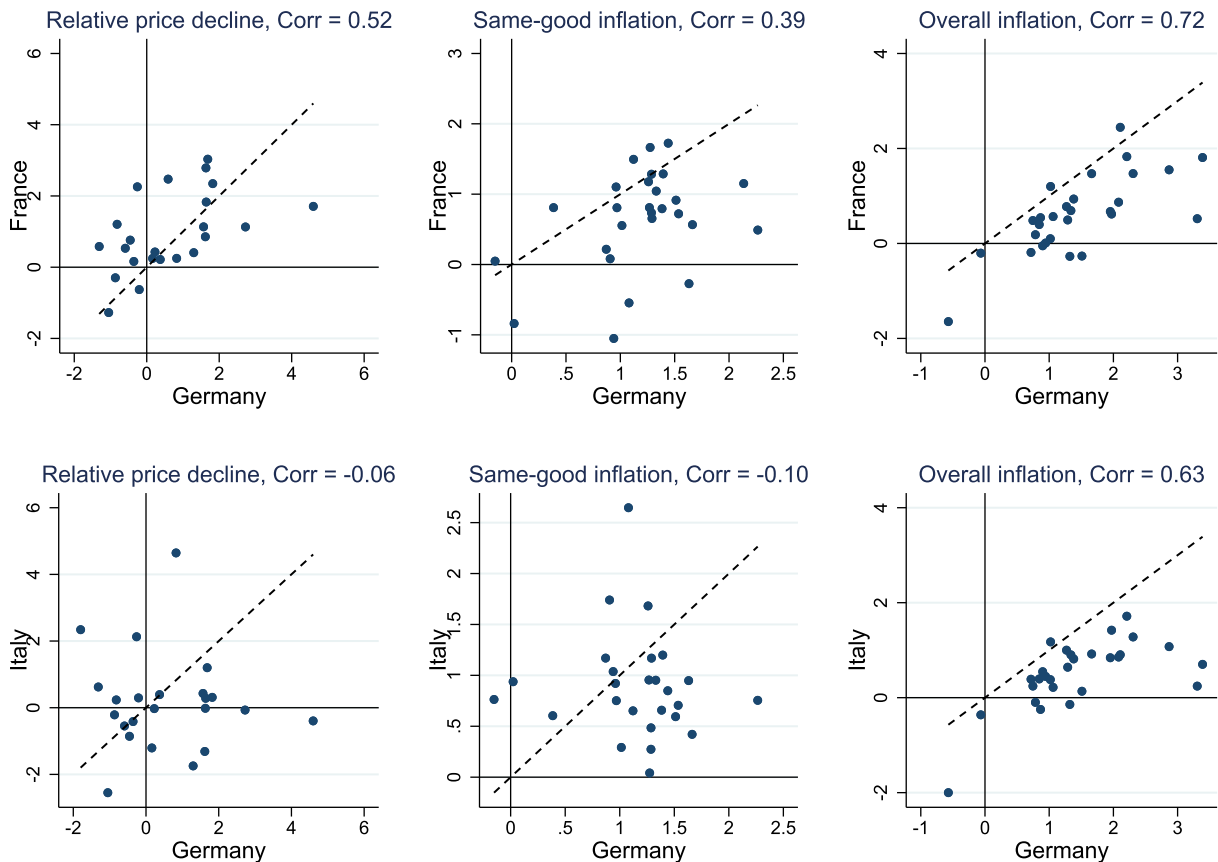 Relative price decline, Corr = 0.52
France
6
4
2
0
-2
-2 0 2 4 6
Germany
Same-good inflation, Corr = 0.39
France
3
2
1
0
-1
0 .5 1 1.5 2 2.5
Germany
Overall inflation, Corr = 0.72
France
4
2
0
-2
-1 0 1 2 3
Germany
Relative price decline, Corr = -0.06
Italy
6
4
2
0
-2
-2 0 2 4 6
Germany
Same-good inflation, Corr = -0.10
Italy
2.5
2
1.5
1
.5
0
0 .5 1 1.5 2 2.5
Germany
Overall inflation, Corr = 0.63
Italy
4
2
0
-2
-1 0 1 2 3
Germany